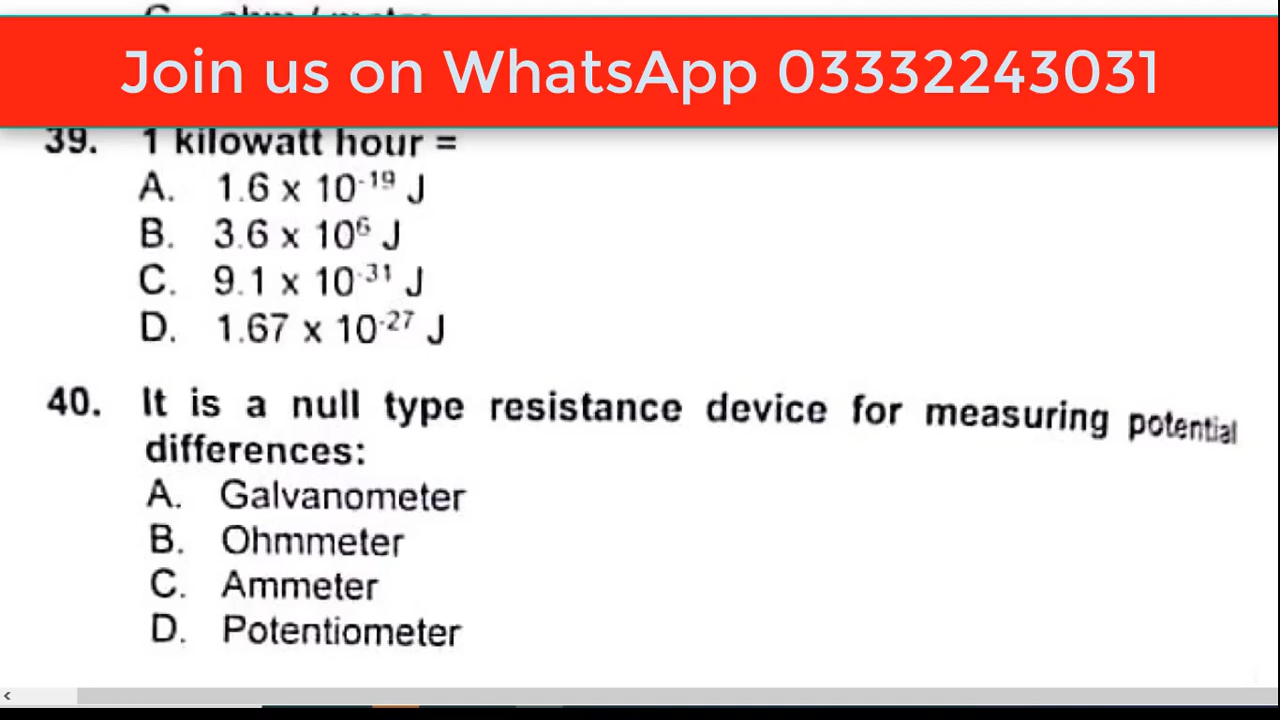 Join us on WhatsApp 03332243031
39. 1 kilowatt hour =
A. 1.6 x 10⁻¹⁹ J
B. 3.6 x 10⁶ J
C. 9.1 x 10⁻³¹ J
D. 1.67 x 10⁻²⁷ J
40. It is a null type resistance device for measuring potential
differences:
A. Galvanometer
B. Ohmmeter
C. Ammeter
D. Potentiometer